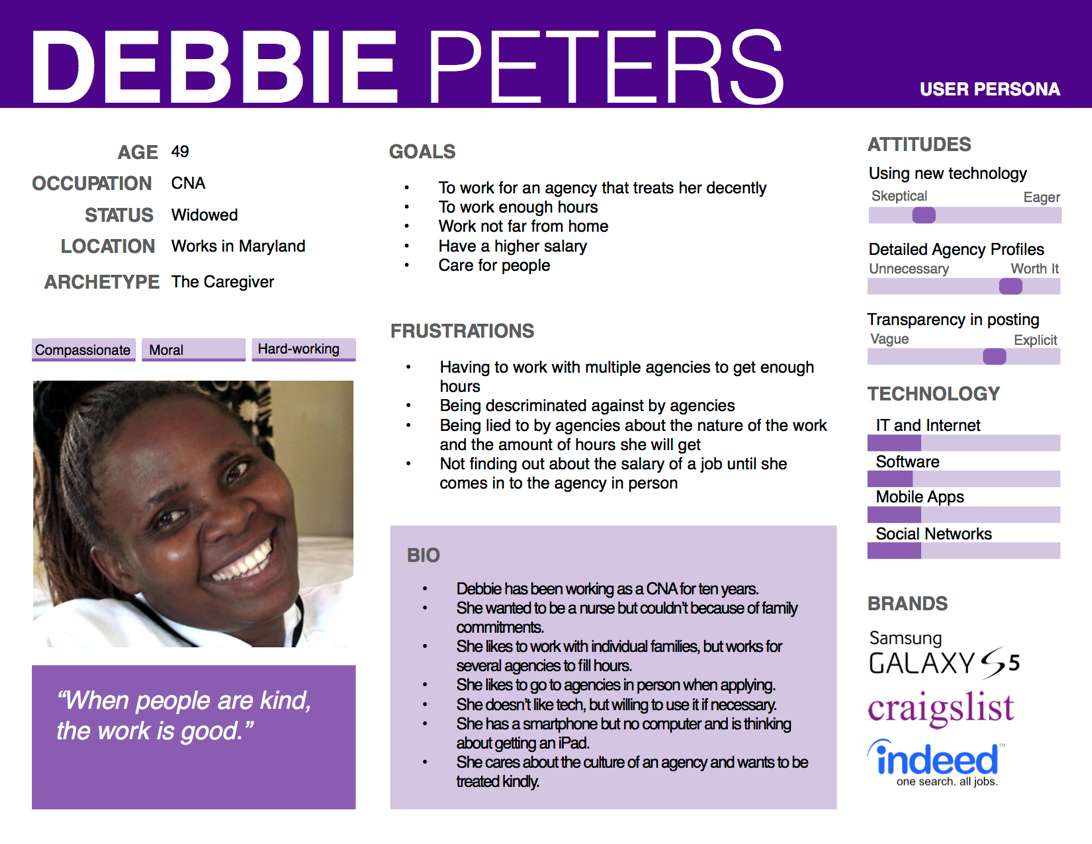 DEBBIE PETERS
USER PERSONA
AGE 49
OCCUPATION CNA
STATUS Widowed
LOCATION Works in Maryland
ARCHETYPE The Caregiver
Compassionate Moral Hard-working
“When people are kind,
the work is good.”
GOALS
• To work for an agency that treats her decently
• To work enough hours
• Work not far from home
• Have a higher salary
• Care for people
FRUSTRATIONS
• Having to work with multiple agencies to get enough
hours
• Being descriminated against by agencies
• Being lied to by agencies about the nature of the work
and the amount of hours she will get
• Not finding out about the salary of a job until she
comes in to the agency in person
BIO
• Debbie has been working as a CNA for ten years.
• She wanted to be a nurse but couldn’t because of family
commitments.
• She likes to work with individual families, but works for
several agencies to fill hours.
• She likes to go to agencies in person when applying.
• She doesn’t like tech, but willing to use it if necessary.
• She has a smartphone but no computer and is thinking
about getting an iPad.
• She cares about the culture of an agency and wants to be
treated kindly.
ATTITUDES
Using new technology
Skeptical Eager
Detailed Agency Profiles
Unnecessary Worth It
Transparency in posting
Vague Explicit
TECHNOLOGY
IT and Internet
Software
Mobile Apps
Social Networks
BRANDS
Samsung
GALAXY S5
craigslist
indeed™
one search. all jobs.